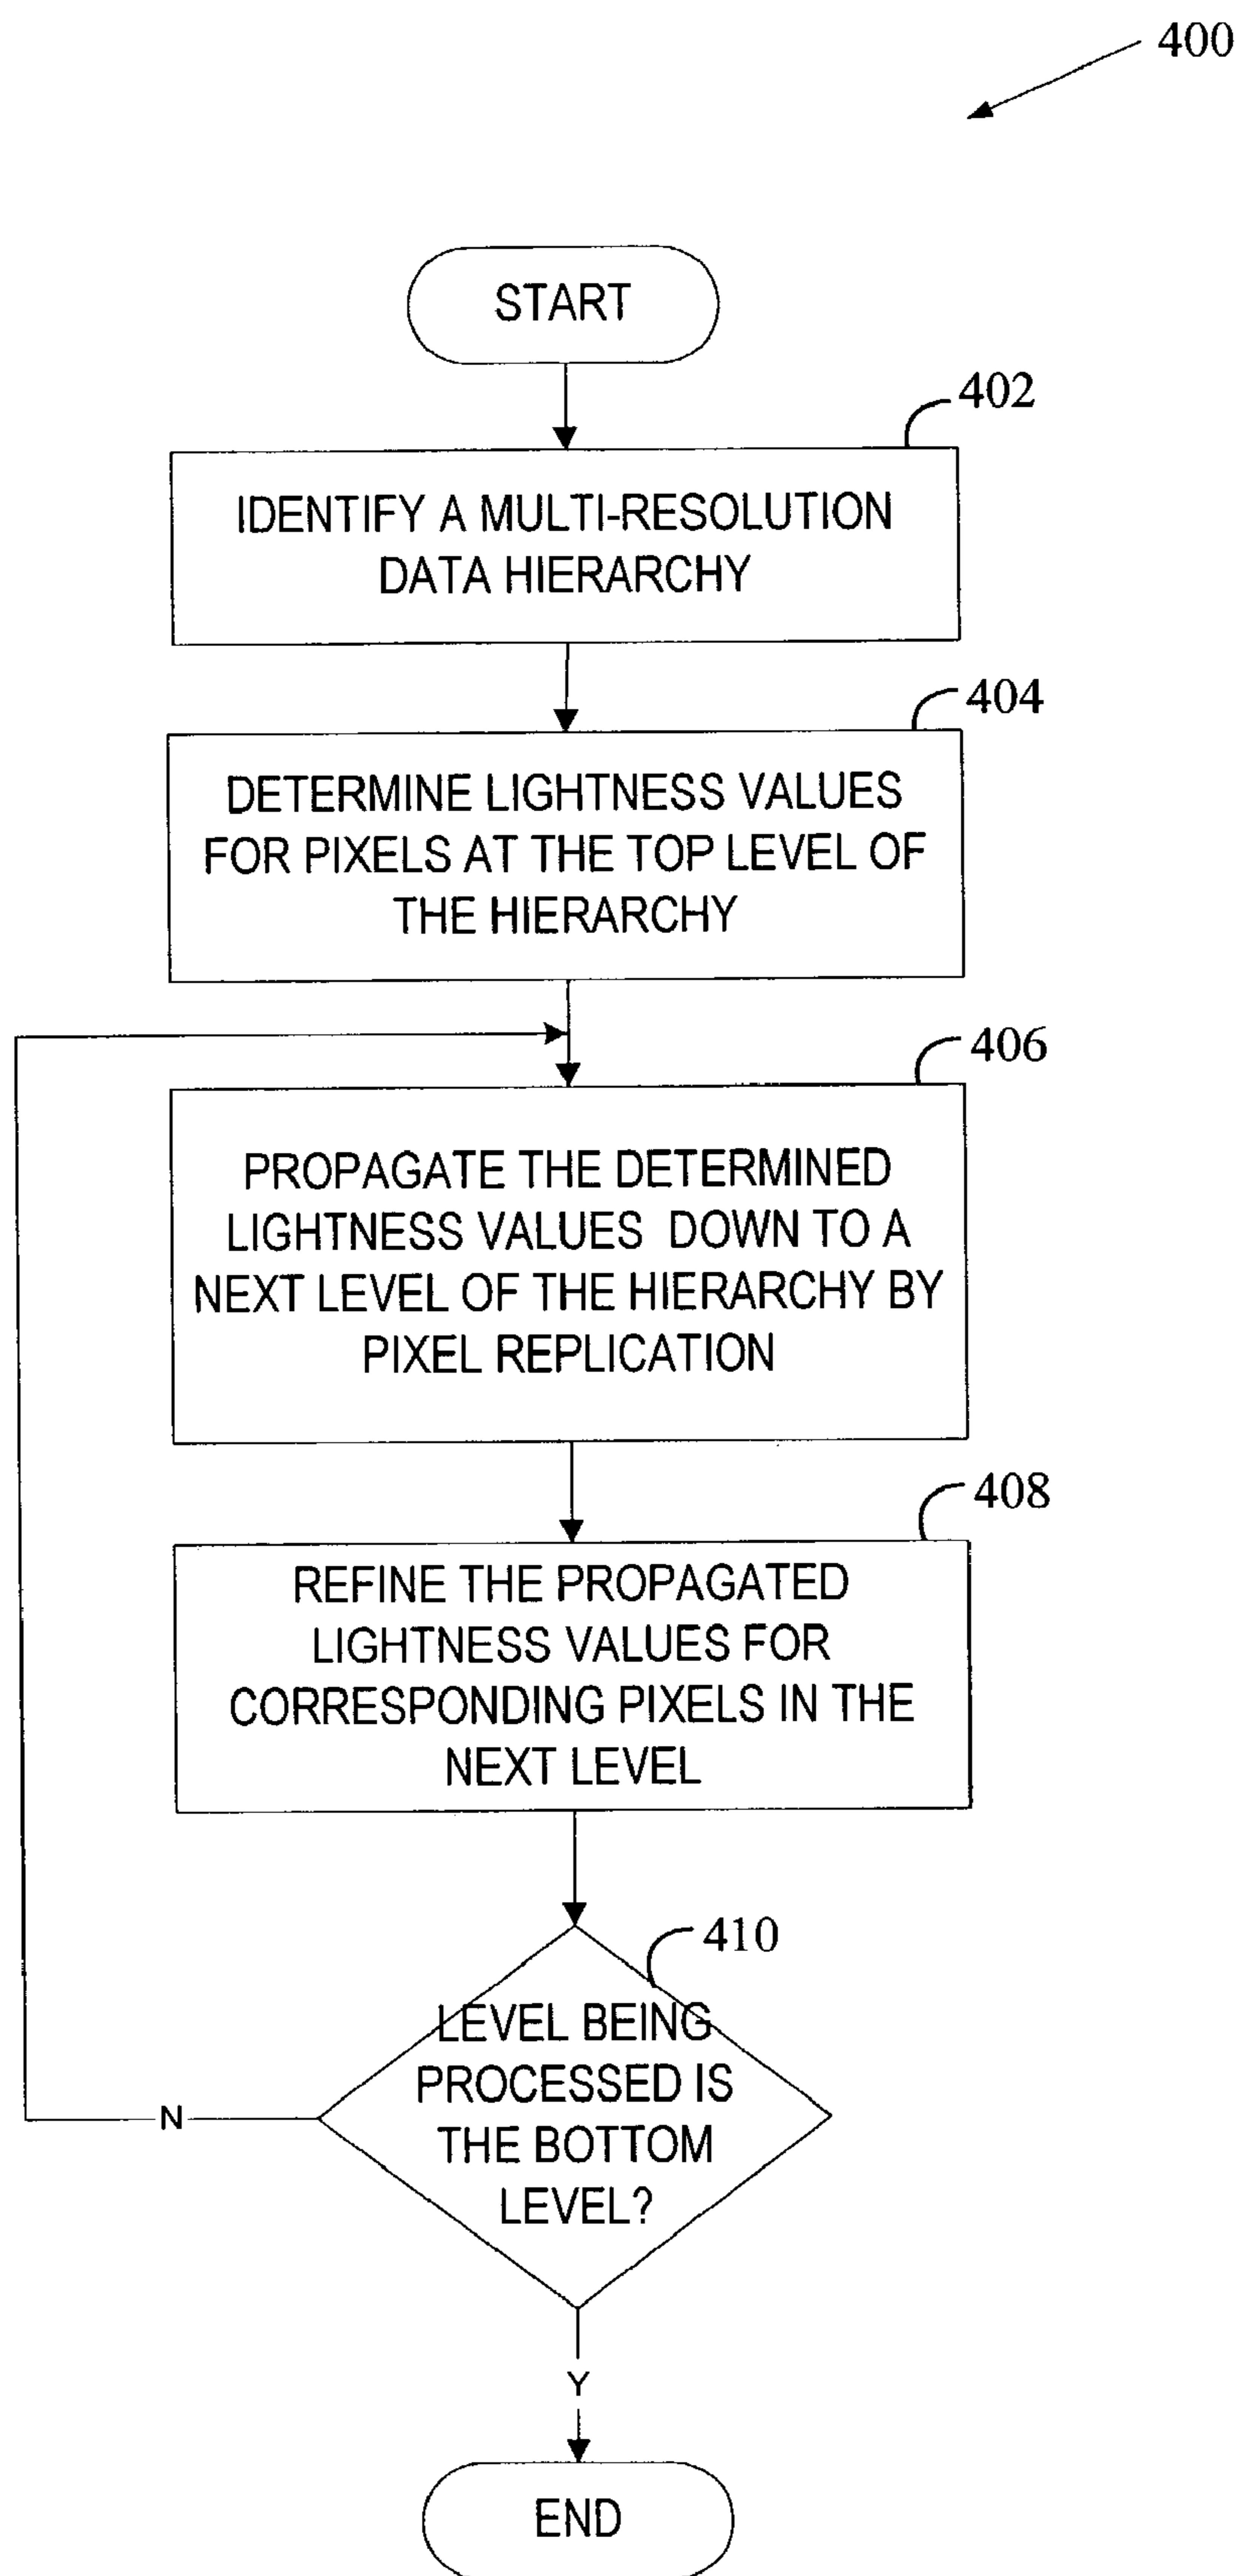 400
START
402
IDENTIFY A MULTI-RESOLUTION
DATA HIERARCHY
404
DETERMINE LIGHTNESS VALUES
FOR PIXELS AT THE TOP LEVEL OF
THE HIERARCHY
406
PROPAGATE THE DETERMINED
LIGHTNESS VALUES DOWN TO A
NEXT LEVEL OF THE HIERARCHY BY
PIXEL REPLICATION
408
REFINE THE PROPAGATED
LIGHTNESS VALUES FOR
CORRESPONDING PIXELS IN THE
NEXT LEVEL
410
LEVEL BEING
PROCESSED IS
THE BOTTOM
LEVEL?
N
Y
END